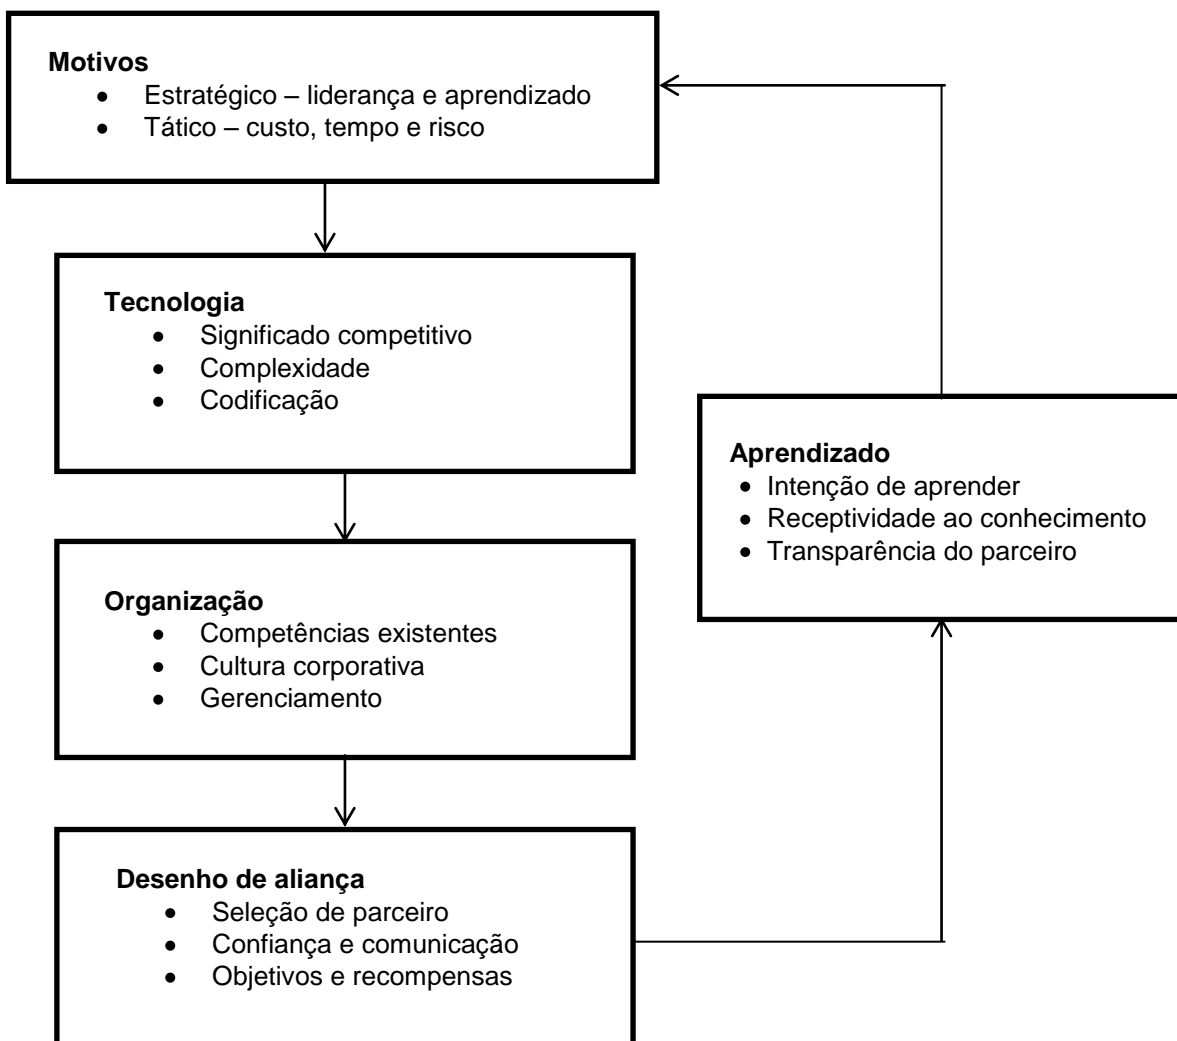 Motivos
• Estratégico – liderança e aprendizado
• Tático – custo, tempo e risco
Tecnologia
• Significado competitivo
• Complexidade
• Codificação
Organização
• Competências existentes
• Cultura corporativa
• Gerenciamento
Desenho de aliança
• Seleção de parceiro
• Confiança e comunicação
• Objetivos e recompensas
Aprendizado
• Intenção de aprender
• Receptividade ao conhecimento
• Transparência do parceiro